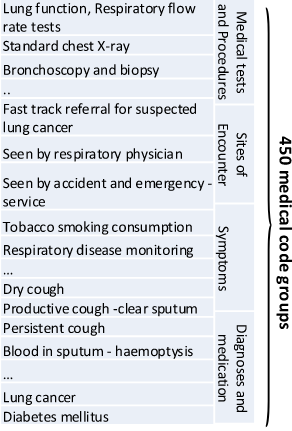 Lung function, Respiratory flow
rate tests
Standard chest X-ray
Bronchoscopy and biopsy
..
Medical tests
and Procedures
Fast track referral for suspected
lung cancer
Seen by respiratory physician
Seen by accident and emergency -
service
Sites of
Encounter
Tobacco smoking consumption
Respiratory disease monitoring
...
Dry cough
Productive cough -clear sputum
Symptoms
Persistent cough
Blood in sputum - haemoptysis
...
Lung cancer
Diabetes mellitus
Diagnoses and
medication
450 medical code groups